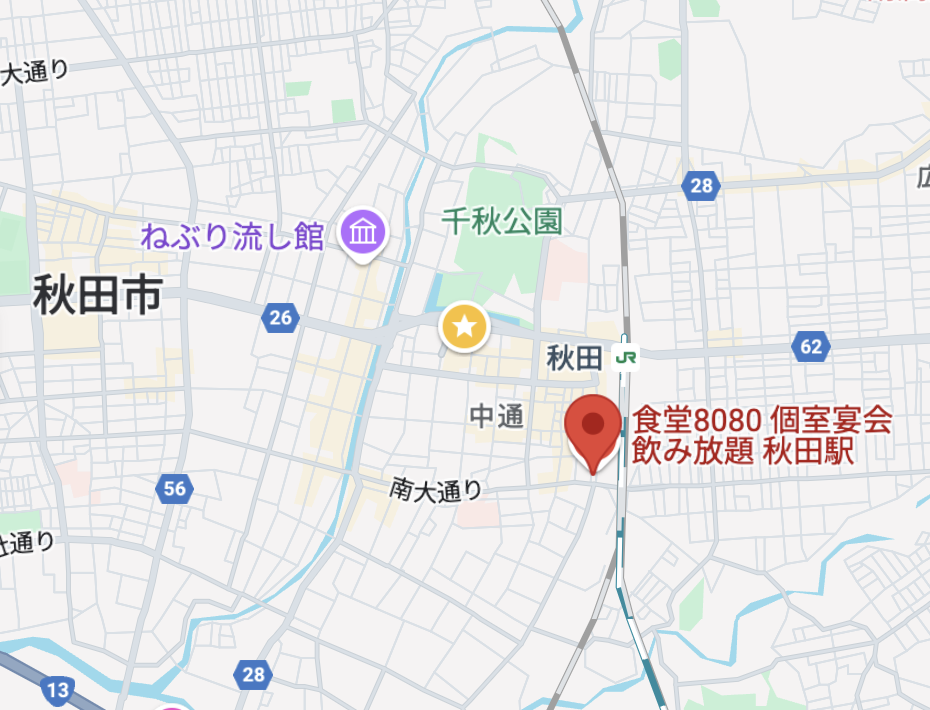 大通り
28
千秋公園
ねぶり流し館
秋田市
26
秋田
JR
62
中通
食堂8080 個室宴会
飲み放題 秋田駅
56
南大通り
通り
28
13